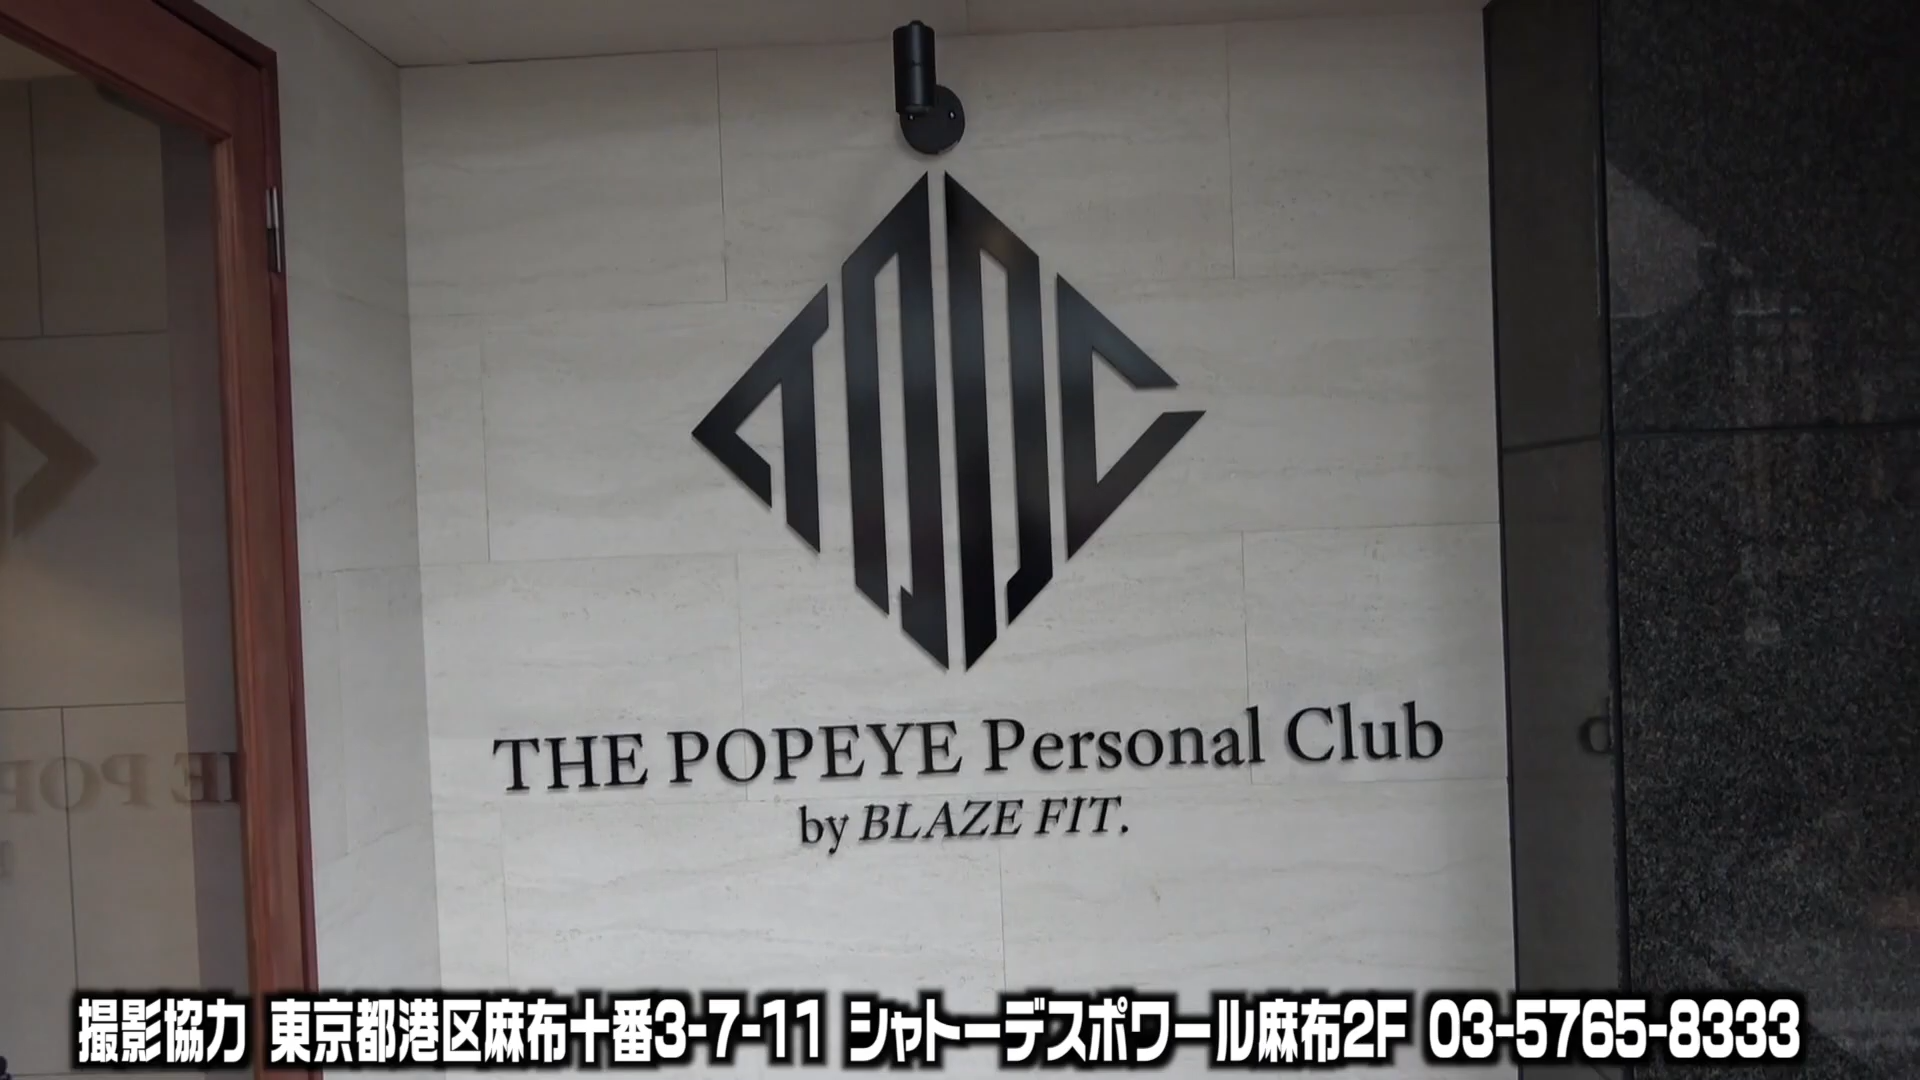 THE POPEYE Personal Club
by BLAZE FIT.
撮影協力 東京都港区麻布十番3-7-11 シャトーデスポワール麻布2F 03-5765-8333